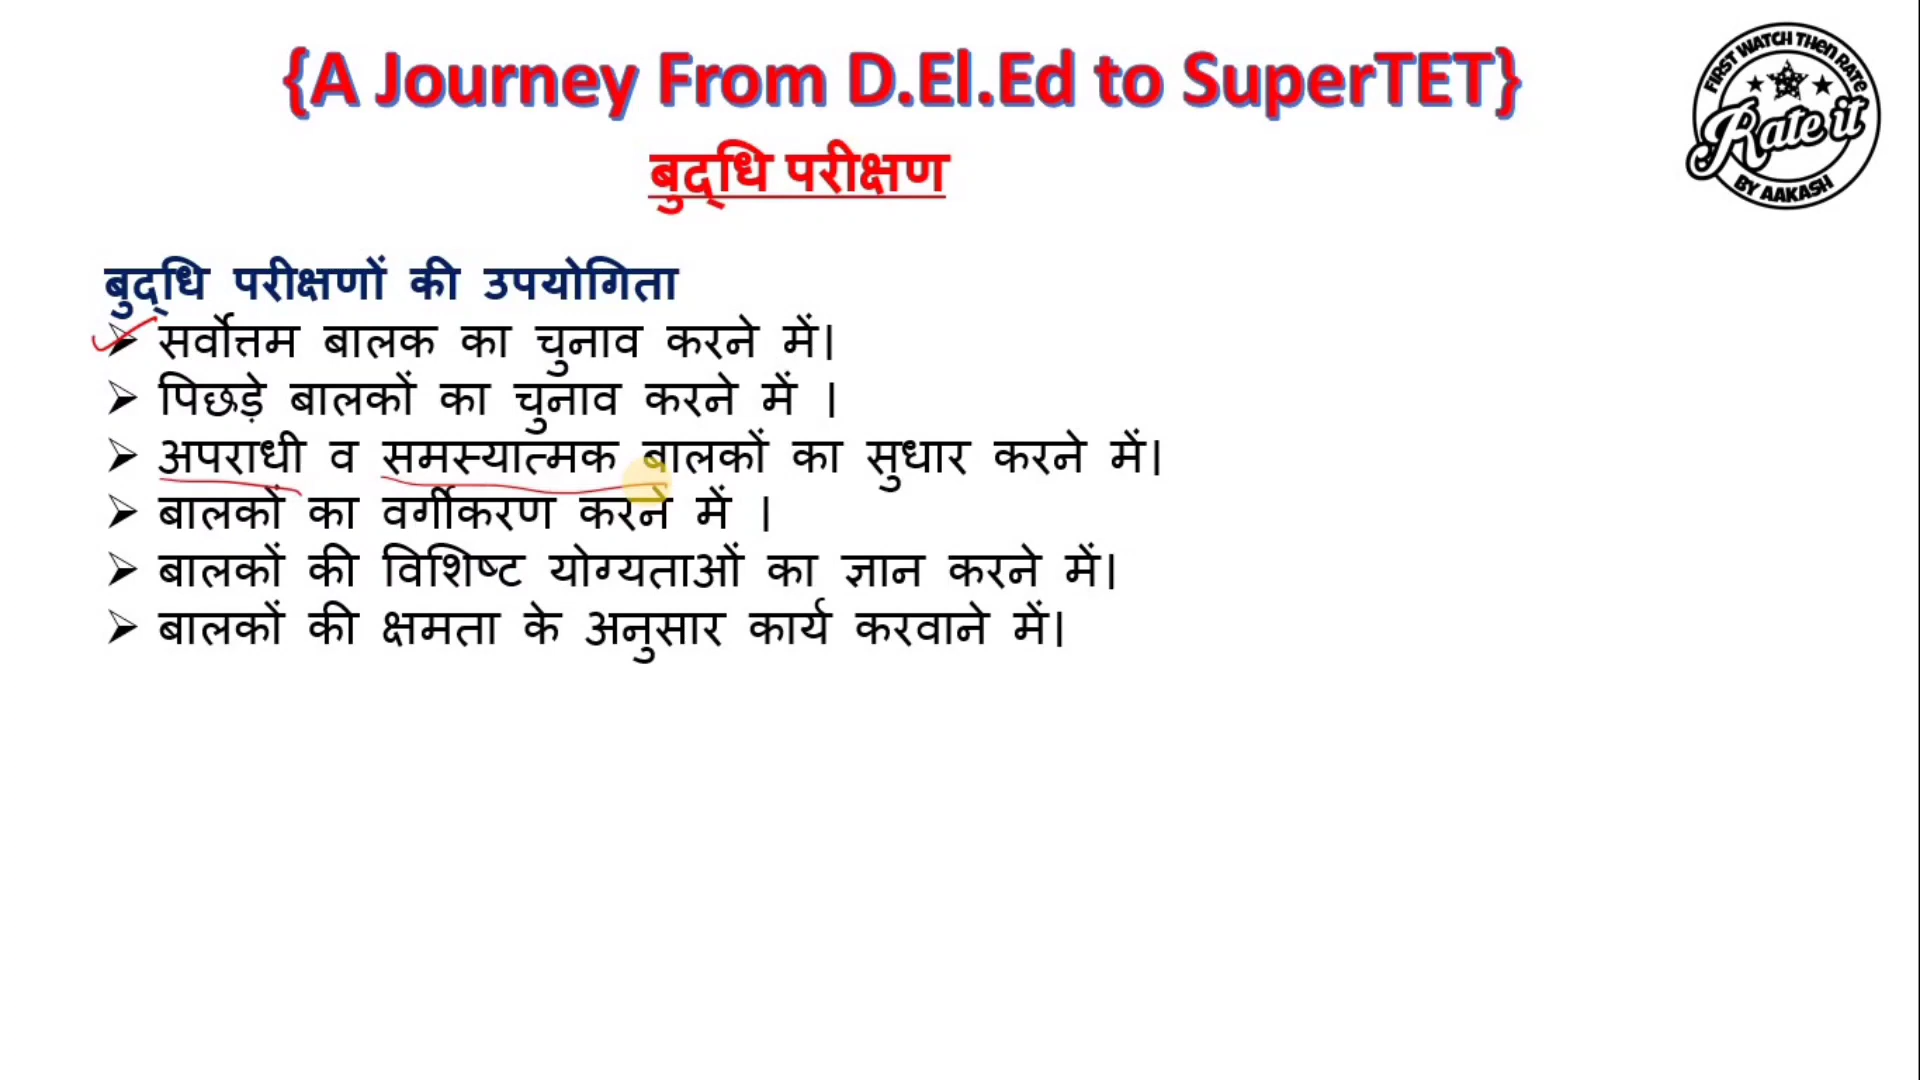 {A Journey From D.El.Ed to SuperTET}
FIRST WATCH THEN RATE
Rate it
BY AAKASH
बुद्धि परीक्षण
बुद्धि परीक्षणों की उपयोगिता
➢ सर्वोत्तम बालक का चुनाव करने में|
➢ पिछड़े बालकों का चुनाव करने में |
➢ अपराधी व समस्यात्मक बालकों का सुधार करने में|
➢ बालकों का वर्गीकरण करने में |
➢ बालकों की विशिष्ट योग्यताओं का ज्ञान करने में|
➢ बालकों की क्षमता के अनुसार कार्य करवाने में|